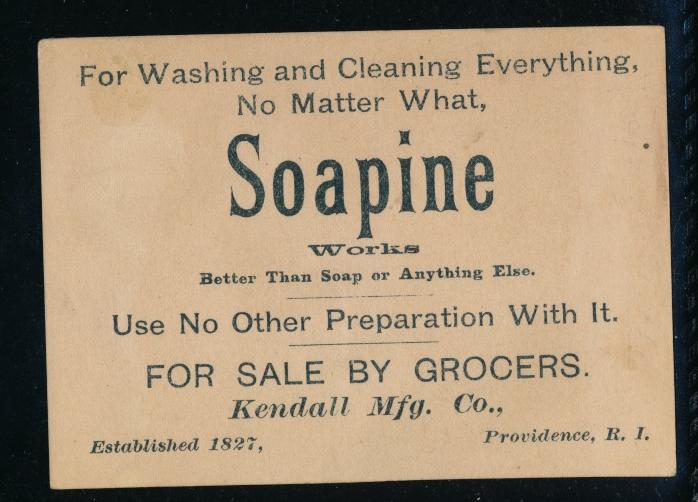 For Washing and Cleaning Everything,
No Matter What,
Soapine
Works
Better Than Soap or Anything Else.
Use No Other Preparation With It.
FOR SALE BY GROCERS.
Kendall Mfg. Co.,
Established 1827, Providence, R. I.